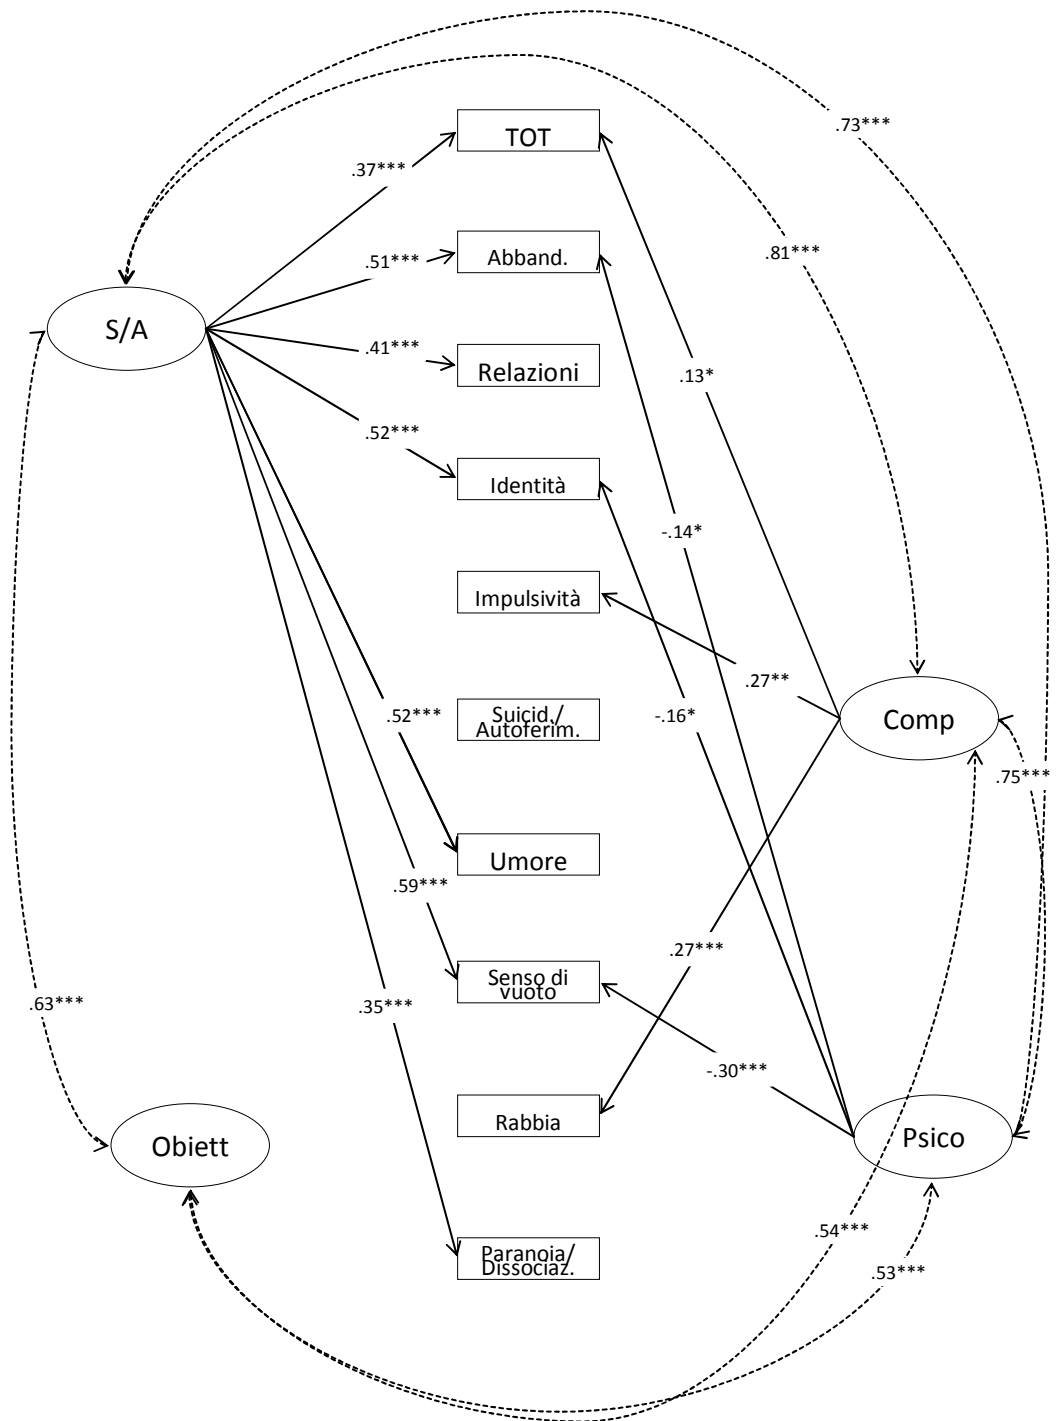 .73***
TOT
.37***
.81***
Abband.
.51***
S/A
.41***
Relazioni
.13*
.52***
Identità
-.14*
Impulsività
.27**
Suicid./
Autoferim.
.52***
-.16*
Comp
.75***
Umore
.59***
.27***
Senso di
vuoto
.63***
.35***
-.30***
Rabbia
Obiett
Psico
.54***
Paranoia/
Dissociaz.
.53***